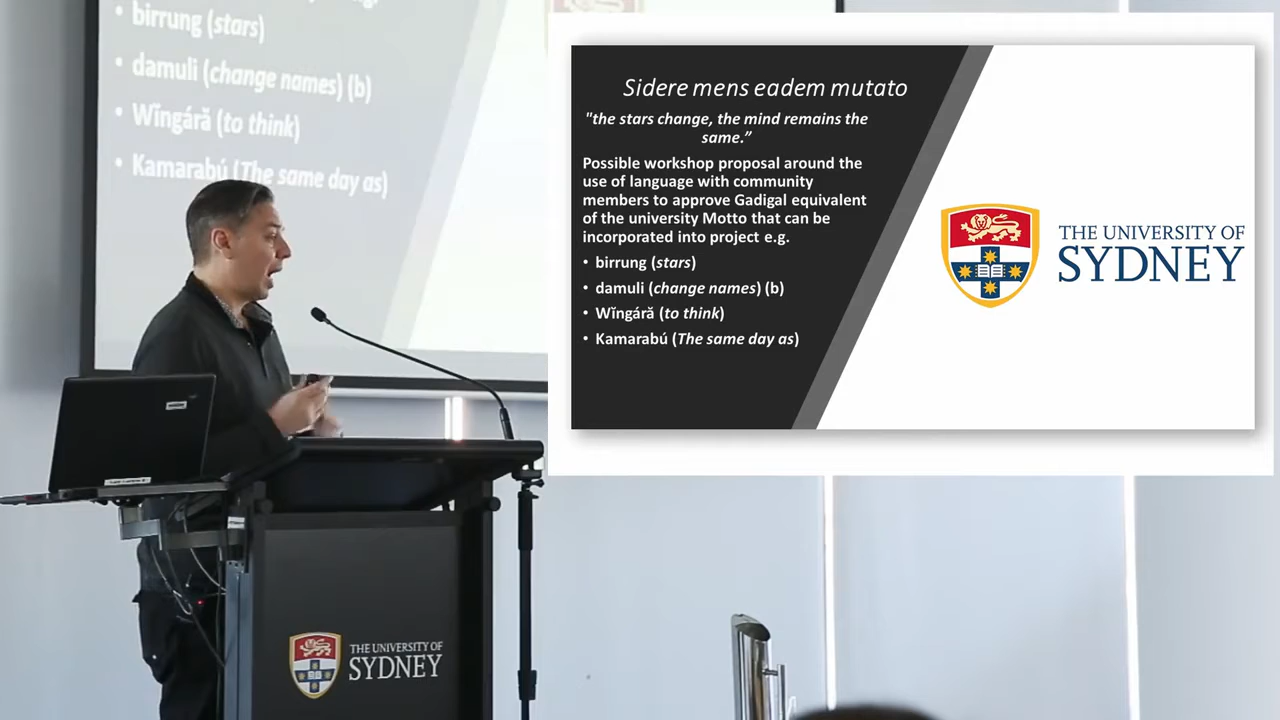 birrung (stars)
• damuli (change names) (b)
• Wĭngáră (to think)
• Kamarabú (The same day as)
Sidere mens eadem mutato
"the stars change, the mind remains the
same.”
Possible workshop proposal around the
use of language with community
members to approve Gadigal equivalent
of the university Motto that can be
incorporated into project e.g.
• birrung (stars)
• damuli (change names) (b)
• Wĭngáră (to think)
• Kamarabú (The same day as)
THE UNIVERSITY OF
SYDNEY
THE UNIVERSITY OF
SYDNEY